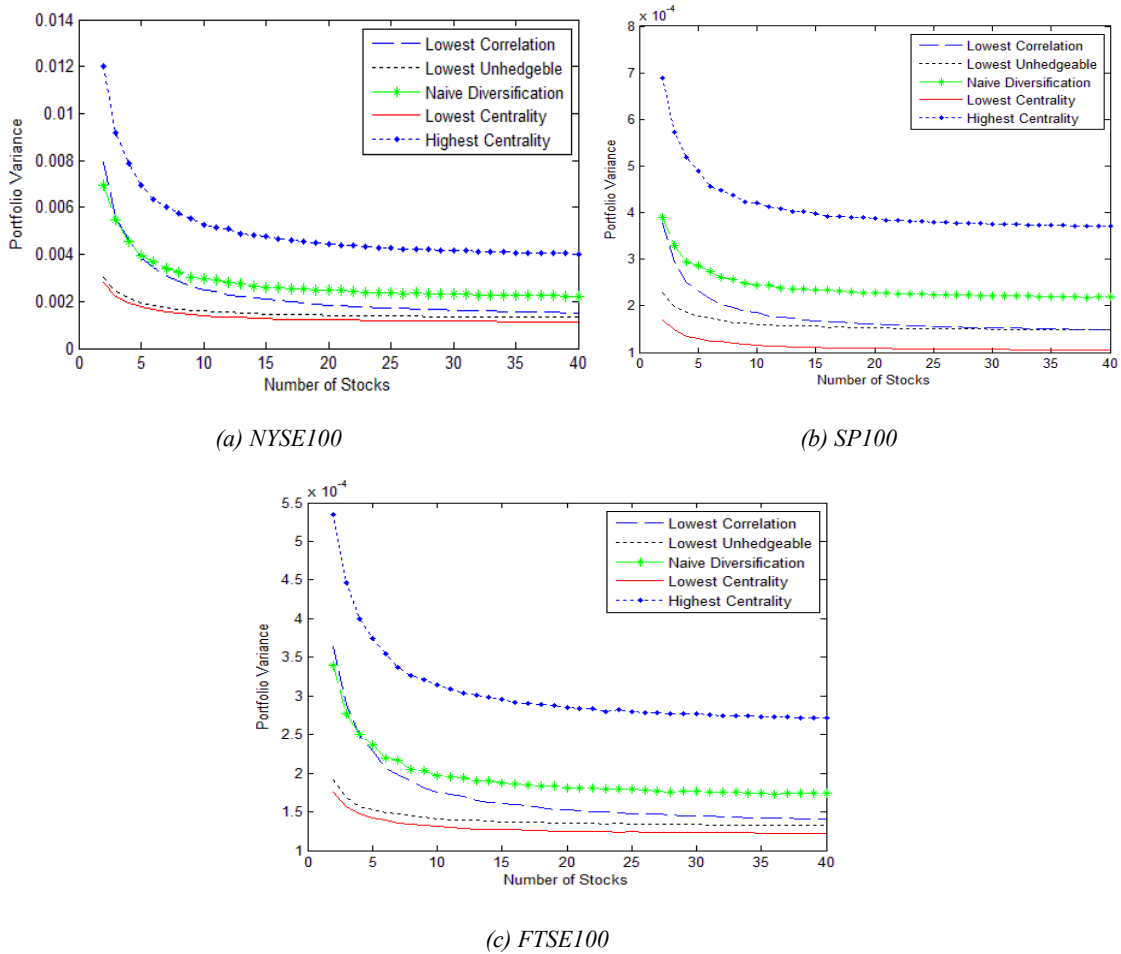 0.014
0.012
0.01
0.008
0.006
0.004
0.002
0
Portfolio Variance
0 5 10 15 20 25 30 35 40
Number of Stocks
Lowest Correlation
Lowest Unhedgble
Naive Diversification
Lowest Centrality
Highest Centrality
(a) NYSE100
× 10-4
8
7
6
5
4
3
2
1
Portfolio Variance
0 5 10 15 20 25 30 35 40
Number of Stocks
Lowest Correlation
Lowest Unhedgeable
Naive Diversification
Lowest Centrality
Highest Centrality
(b) SP100
× 10-4
5.5
5
4.5
4
3.5
3
2.5
2
1.5
1
Portfolio Variance
0 5 10 15 20 25 30 35 40
Number of Stocks
Lowest Correlation
Lowest Unhedgeable
Naive Diversification
Lowest Centrality
Highest Centrality
(c) FTSE100